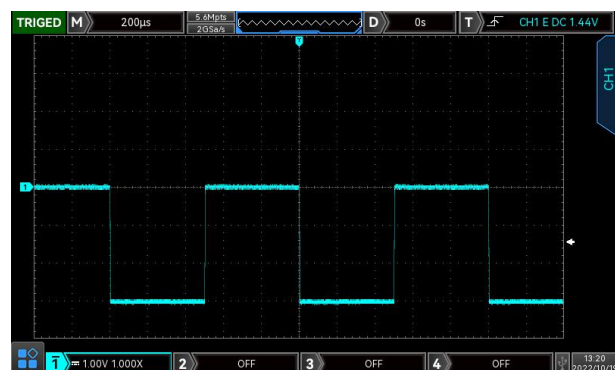 TRIGED M 200μs 5.6Mpts D 0s T CH1 E DC 1.44V
2GSa/s
T
CH1
1
1 1.00V 1.000X 2 OFF 3 OFF 4 OFF 13:20